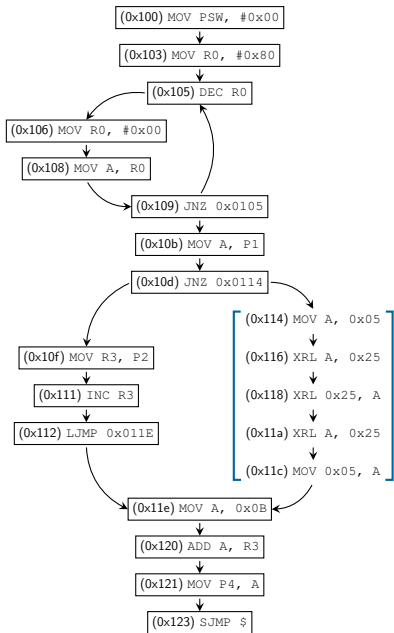 (0x100) MOV PSW, #0x00
(0x103) MOV R0, #0x80
(0x105) DEC R0
(0x106) MOV R0, #0x00
(0x108) MOV A, R0
(0x109) JNZ 0x0105
(0x10b) MOV A, P1
(0x10d) JNZ 0x0114
(0x10f) MOV R3, P2
(0x111) INC R3
(0x112) LJMP 0x011E
(0x114) MOV A, 0x05
(0x116) XRL A, 0x25
(0x118) XRL 0x25, A
(0x11a) XRL A, 0x25
(0x11c) MOV 0x05, A
(0x11e) MOV A, 0x0B
(0x120) ADD A, R3
(0x121) MOV P4, A
(0x123) SJMP $